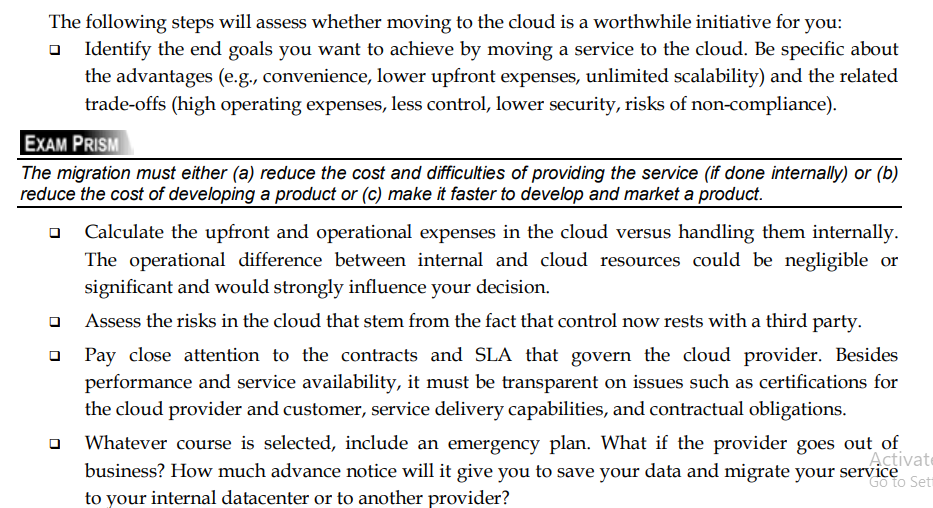 The following steps will assess whether moving to the cloud is a worthwhile initiative for you:
❑ Identify the end goals you want to achieve by moving a service to the cloud. Be specific about
the advantages (e.g., convenience, lower upfront expenses, unlimited scalability) and the related
trade-offs (high operating expenses, less control, lower security, risks of non-compliance).
EXAM PRISM
The migration must either (a) reduce the cost and difficulties of providing the service (if done internally) or (b)
reduce the cost of developing a product or (c) make it faster to develop and market a product.
❑ Calculate the upfront and operational expenses in the cloud versus handling them internally.
The operational difference between internal and cloud resources could be negligible or
significant and would strongly influence your decision.
❑ Assess the risks in the cloud that stem from the fact that control now rests with a third party.
❑ Pay close attention to the contracts and SLA that govern the cloud provider. Besides
performance and service availability, it must be transparent on issues such as certifications for
the cloud provider and customer, service delivery capabilities, and contractual obligations.
❑ Whatever course is selected, include an emergency plan. What if the provider goes out of
business? How much advance notice will it give you to save your data and migrate your service
to your internal datacenter or to another provider?
Activat
Go to Set